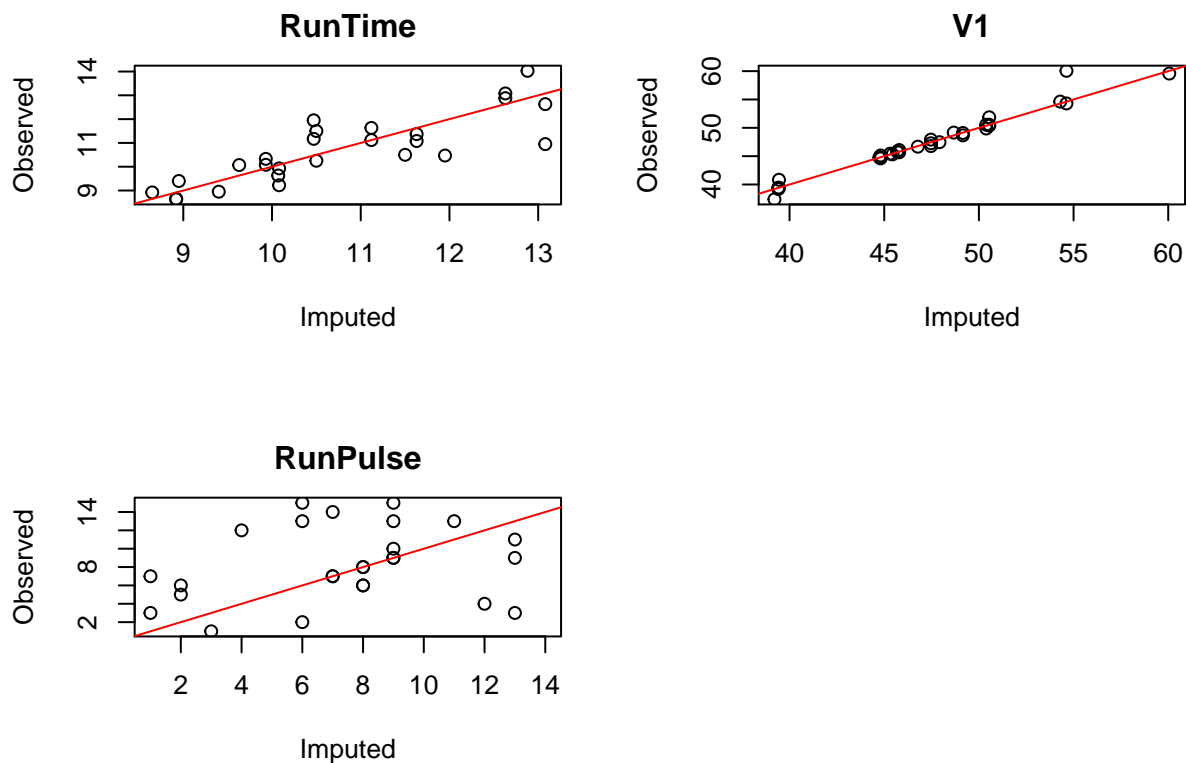 RunTime
Observed
14
11
9
9 10 11 12 13
Imputed
V1
Observed
60
50
40
40 45 50 55 60
Imputed
RunPulse
Observed
14
8
2
2 4 6 8 10 12 14
Imputed